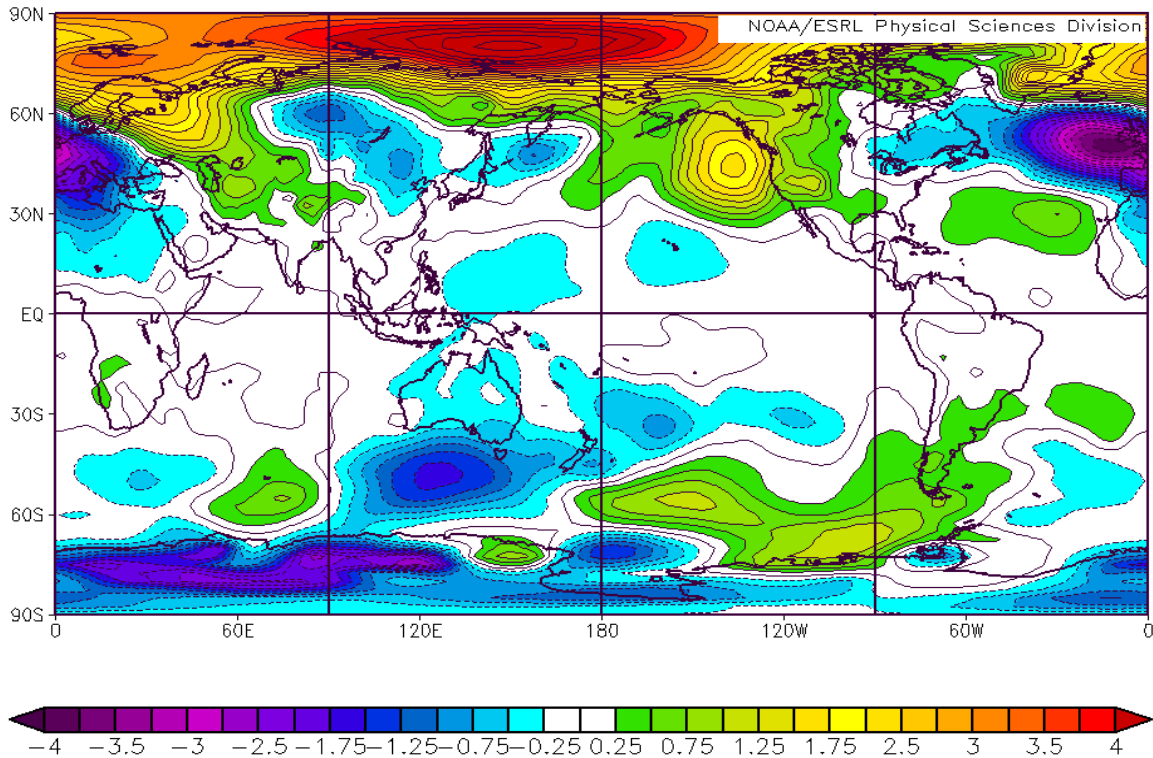 90N
NOAA/ESRL Physical Sciences Division
60N
30N
EQ
30S
60S
90S
0 60E 120E 180 120W 60W 0
−4 −3.5 −3 −2.5 −1.75 −1.25 −0.75 −0.25 0.25 0.75 1.25 1.75 2.5 3 3.5 4